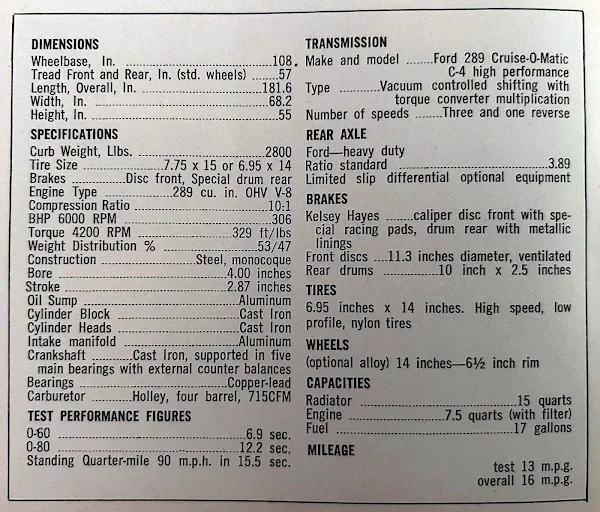 DIMENSIONS
Wheelbase, In. ..........108.
Tread Front and Rear, In. (std. wheels) .......57
Length, Overall, In. ..........181.6
Width, In. ..........68.2
Height, In. ..........55
SPECIFICATIONS
Curb Weight, Llbs. ..........2800
Tire Size ..........7.75 x 15 or 6.95 x 14
Brakes ..........Disc front, Special drum rear
Engine Type ..........289 cu. in. OHV V-8
Compression Ratio ..........10:1
BHP 6000 RPM ..........306
Torque 4200 RPM ..........329 ft/lbs
Weight Distribution % ..........53/47
Construction ..........Steel, monocoque
Bore ..........4.00 inches
Stroke ..........2.87 inches
Oil Sump ..........Aluminum
Cylinder Block ..........Cast Iron
Cylinder Heads ..........Cast Iron
Intake manifold ..........Aluminum
Crankshaft ..........Cast Iron, supported in five
main bearings with external counter balances
Bearings ..........Copper-lead
Carburetor ..........Holley, four barrel, 715CFM
TEST PERFORMANCE FIGURES
0-60 ..........6.9 sec.
0-80 ..........12.2 sec.
Standing Quarter-mile 90 m.p.h. in 15.5 sec.
TRANSMISSION
Make and model .......Ford 289 Cruise-O-Matic
C-4 high performance
Type ..........Vacuum controlled shifting with
torque converter multiplication
Number of speeds .......Three and one reverse
REAR AXLE
Ford—heavy duty
Ratio standard ..........3.89
Limited slip differential optional equipment
BRAKES
Kelsey Hayes .......caliper disc front with spe-
cial racing pads, drum rear with metallic
linings
Front discs ....11.3 inches diameter, ventilated
Rear drums ..........10 inch x 2.5 inches
TIRES
6.95 inches x 14 inches. High speed, low
profile, nylon tires
WHEELS
(optional alloy) 14 inches—6½ inch rim
CAPACITIES
Radiator ..........15 quarts
Engine ..........7.5 quarts (with filter)
Fuel ..........17 gallons
MILEAGE
test 13 m.p.g.
overall 16 m.p.g.